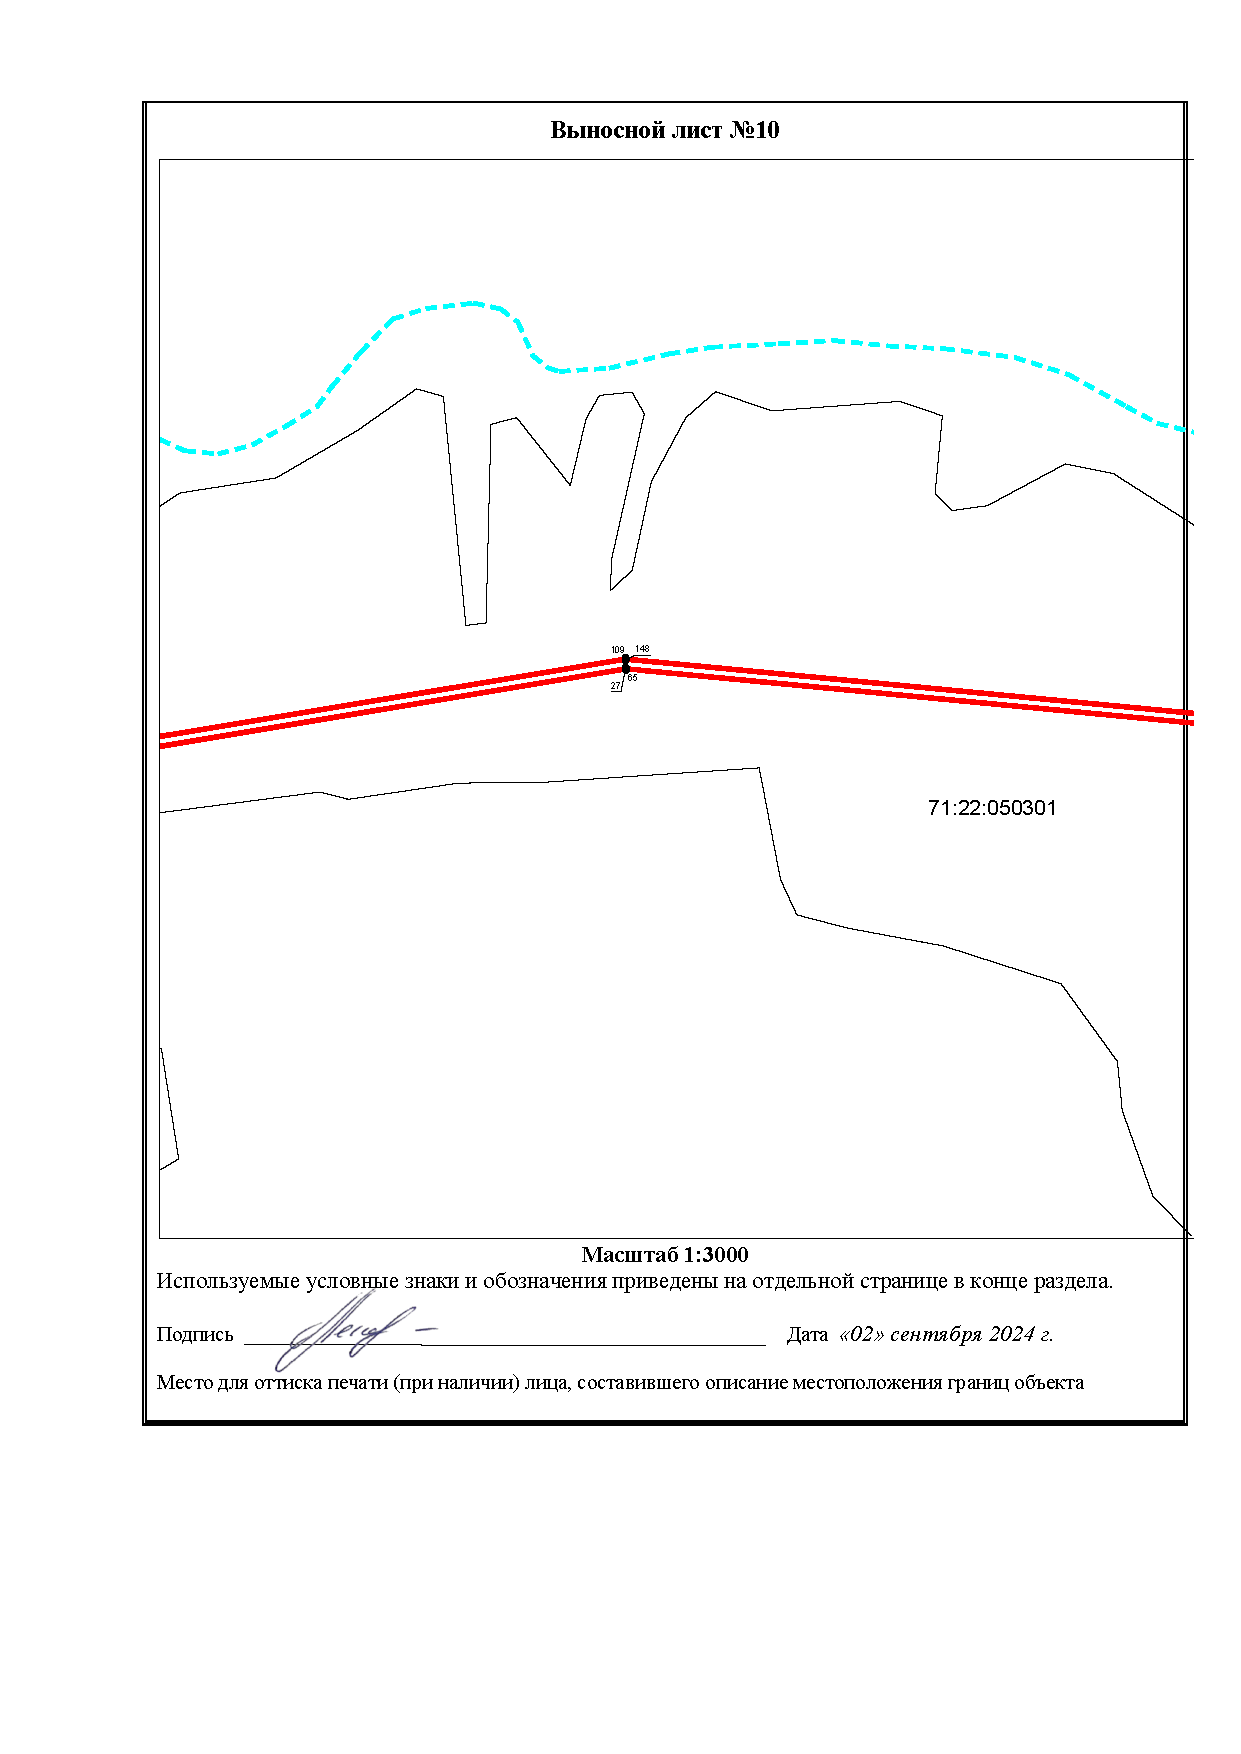 Выносной лист №10
109 148
27 65
71:22:050301
Масштаб 1:3000
Используемые условные знаки и обозначения приведены на отдельной странице в конце раздела.
Подпись Дата «02» сентября 2024 г.
Место для оттиска печати (при наличии) лица, составившего описание местоположения границ объекта